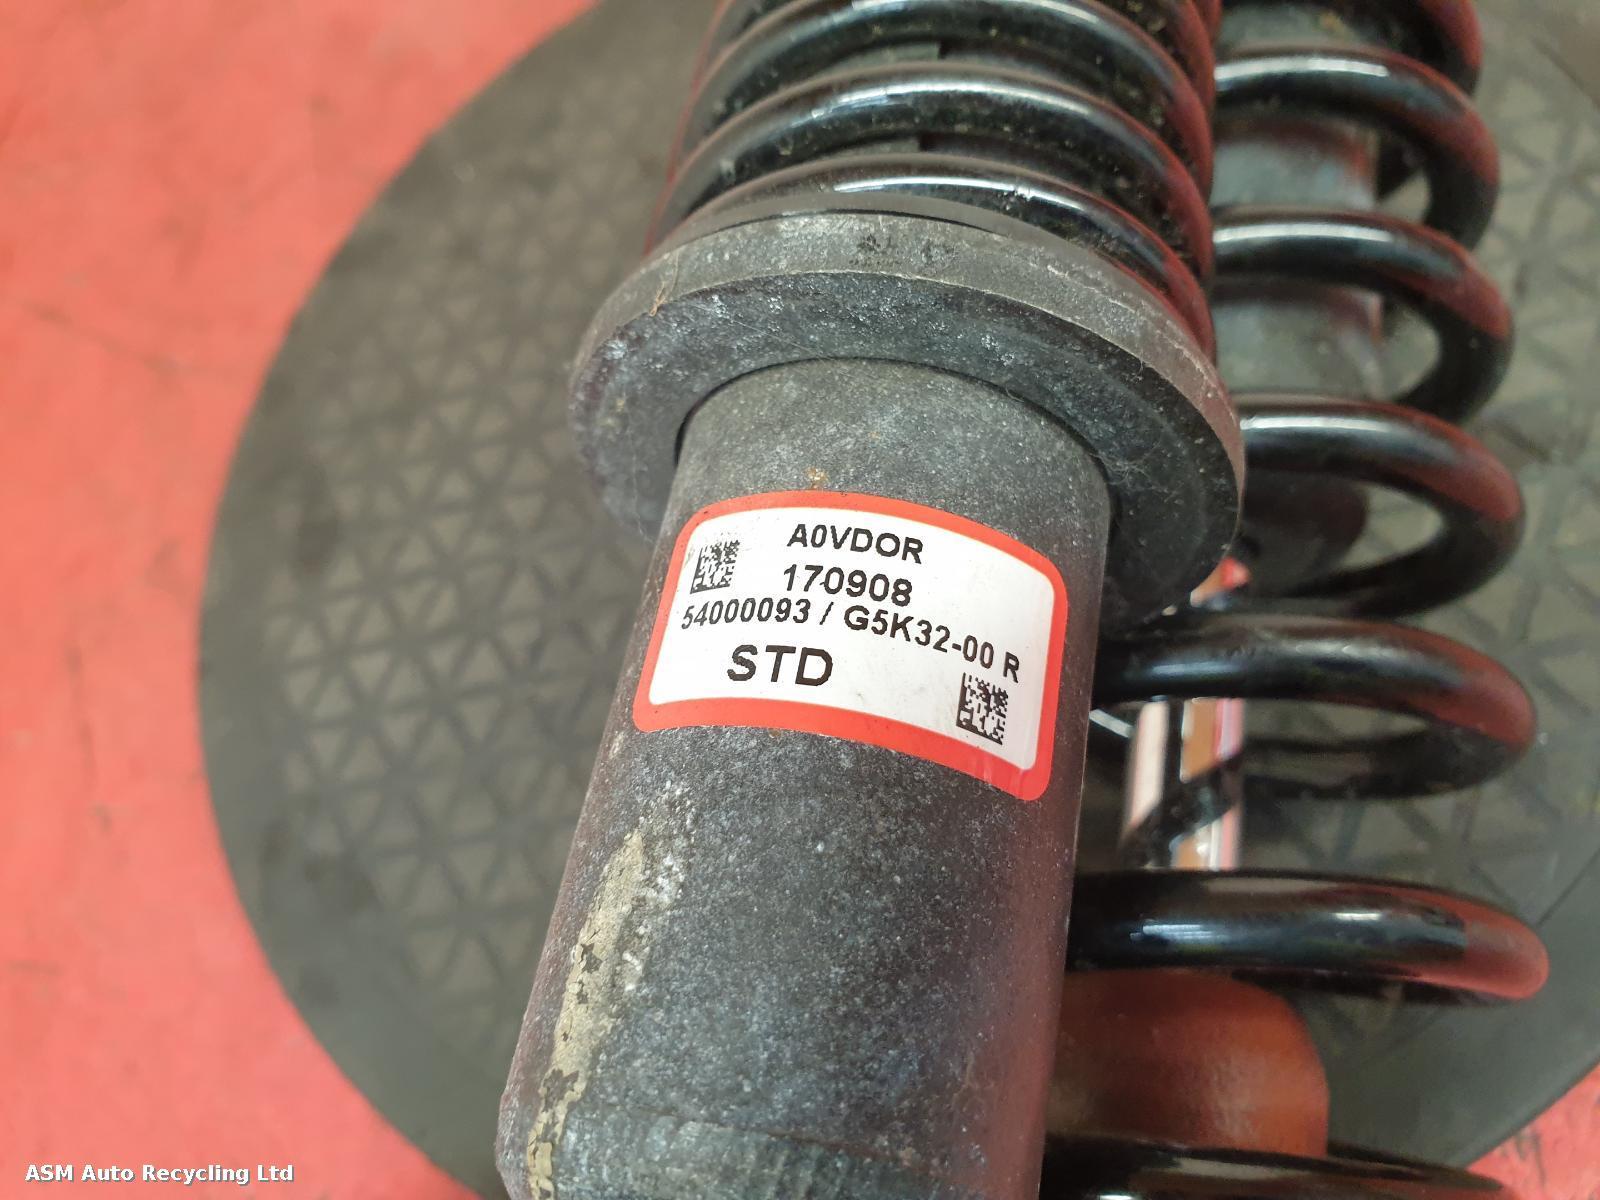 A0VDOR
170908
54000093 / G5K32-00 R
STD
ASM Auto Recycling Ltd